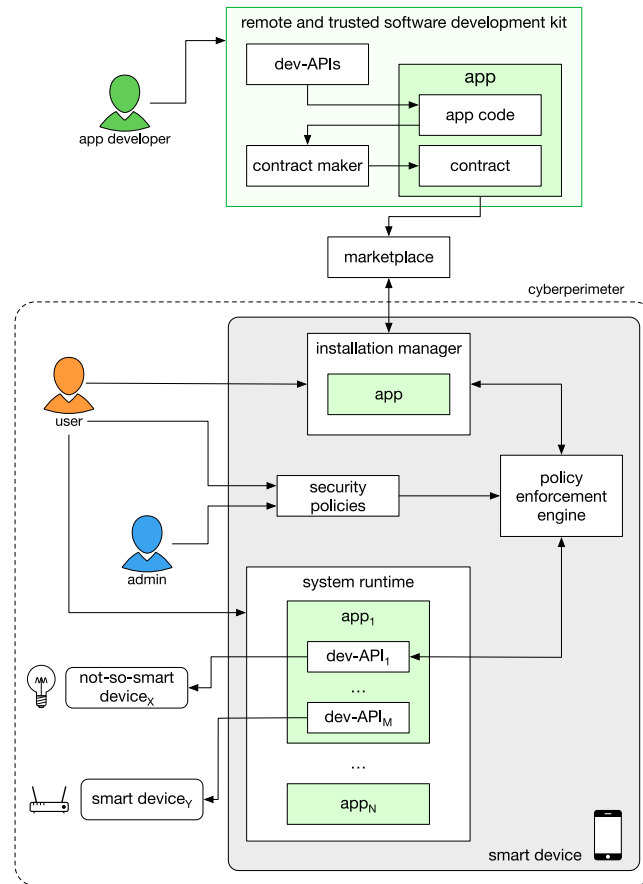 remote and trusted software development kit
dev-APIs
app
app code
app developer
contract maker
contract
marketplace
cyberperimeter
installation manager
app
user
security
policies
policy
enforcement
engine
admin
system runtime
app₁
dev-API₁
not-so-smart
deviceX
...
dev-API_M
smart deviceY
...
app_N
smart device